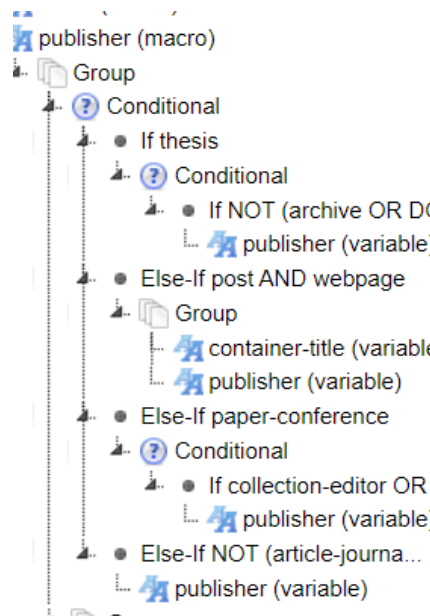 publisher (macro)
Group
Conditional
If thesis
Conditional
If NOT (archive OR DO
publisher (variable)
Else-If post AND webpage
Group
container-title (variable
publisher (variable)
Else-If paper-conference
Conditional
If collection-editor OR
publisher (variable)
Else-If NOT (article-journa...
publisher (variable)